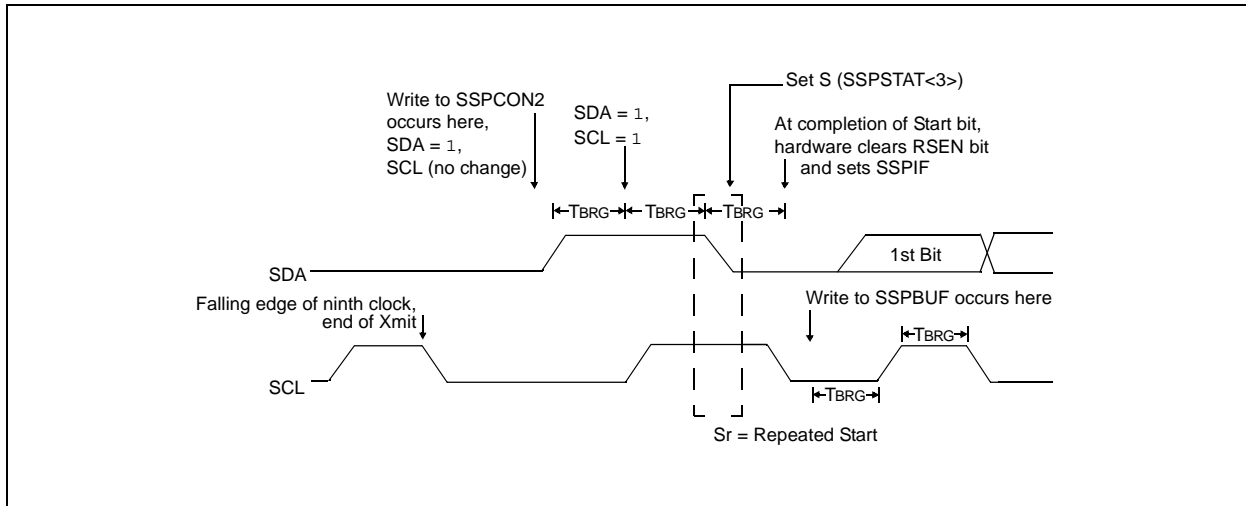 Set S (SSPSTAT<3>)
Write to SSPCON2
occurs here,
SDA = 1,
SCL (no change)
SDA = 1,
SCL = 1
At completion of Start bit,
hardware clears RSEN bit
and sets SSPIF
TBRG
TBRG
TBRG
SDA
1st Bit
Falling edge of ninth clock,
end of Xmit
Write to SSPBUF occurs here
TBRG
SCL
TBRG
Sr = Repeated Start